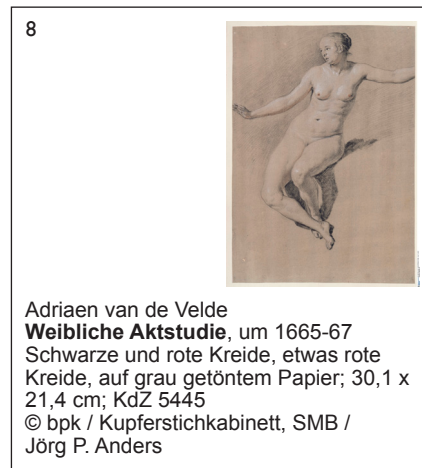 8
Adriaen van de Velde
Weibliche Aktstudie, um 1665-67
Schwarze und rote Kreide, etwas rote
Kreide, auf grau getöntem Papier; 30,1 x
21,4 cm; KdZ 5445
© bpk / Kupferstichkabinett, SMB /
Jörg P. Anders